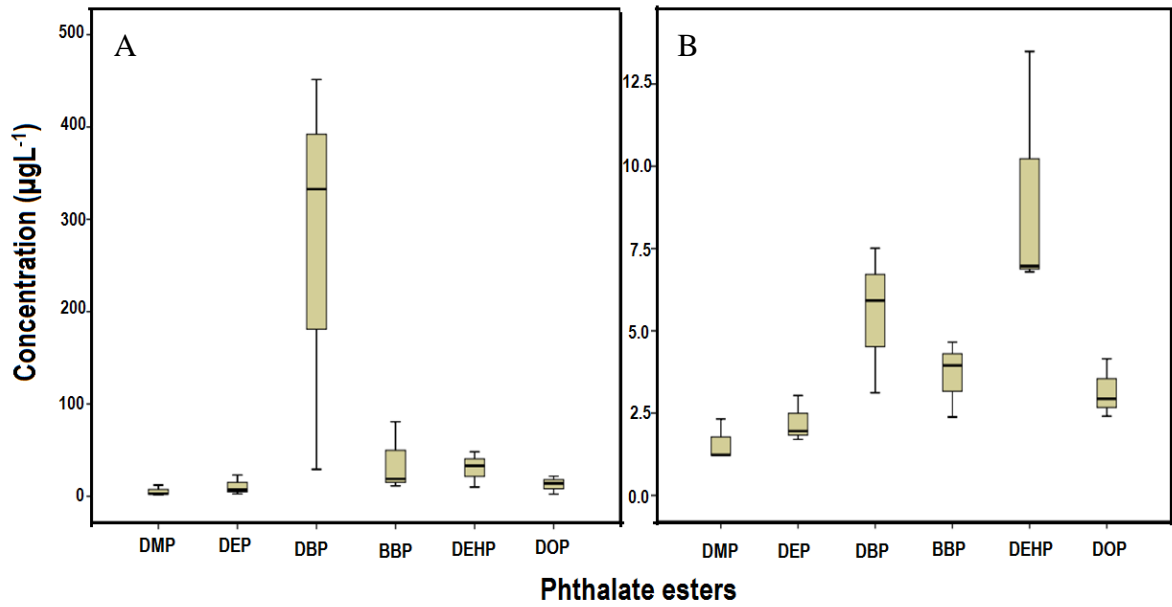 A
B
Concentration (µgL-1)
500
400
300
200
100
0
12.5
10.0
7.5
5.0
2.5
0.0
DMP DEP DBP BBP DEHP DOP
DMP DEP DBP BBP DEHP DOP
Phthalate esters